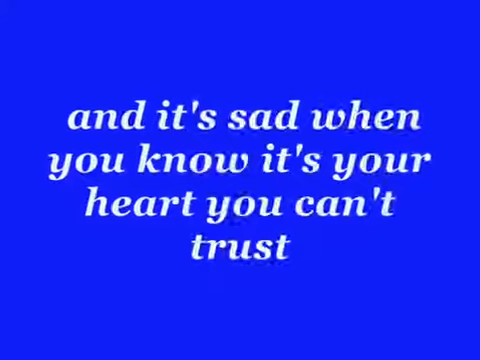 and it's sad when
you know it's your
heart you can't
trust